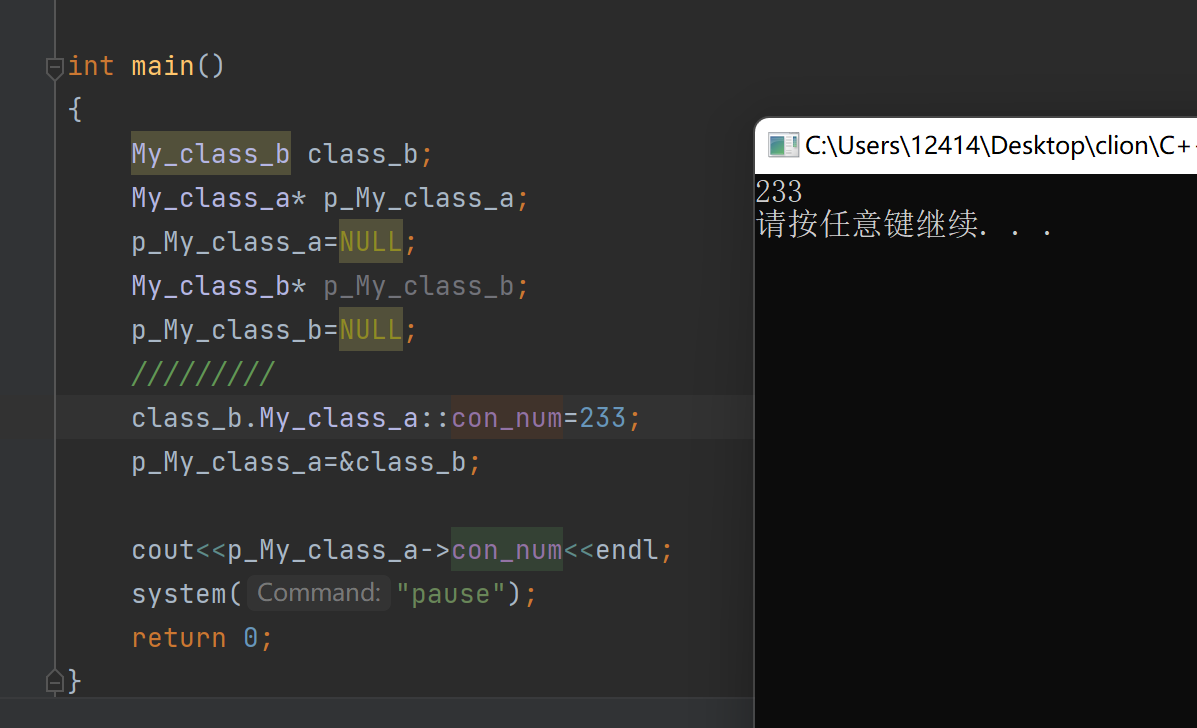 int main()
{
My_class_b class_b;
My_class_a* p_My_class_a;
p_My_class_a=NULL;
My_class_b* p_My_class_b;
p_My_class_b=NULL;
/////////
class_b.My_class_a::con_num=233;
p_My_class_a=&class_b;
cout<<p_My_class_a->con_num<<endl;
system( Command: "pause");
return 0;
}
C:\Users\12414\Desktop\clion\C+
233
请按任意键继续. . .